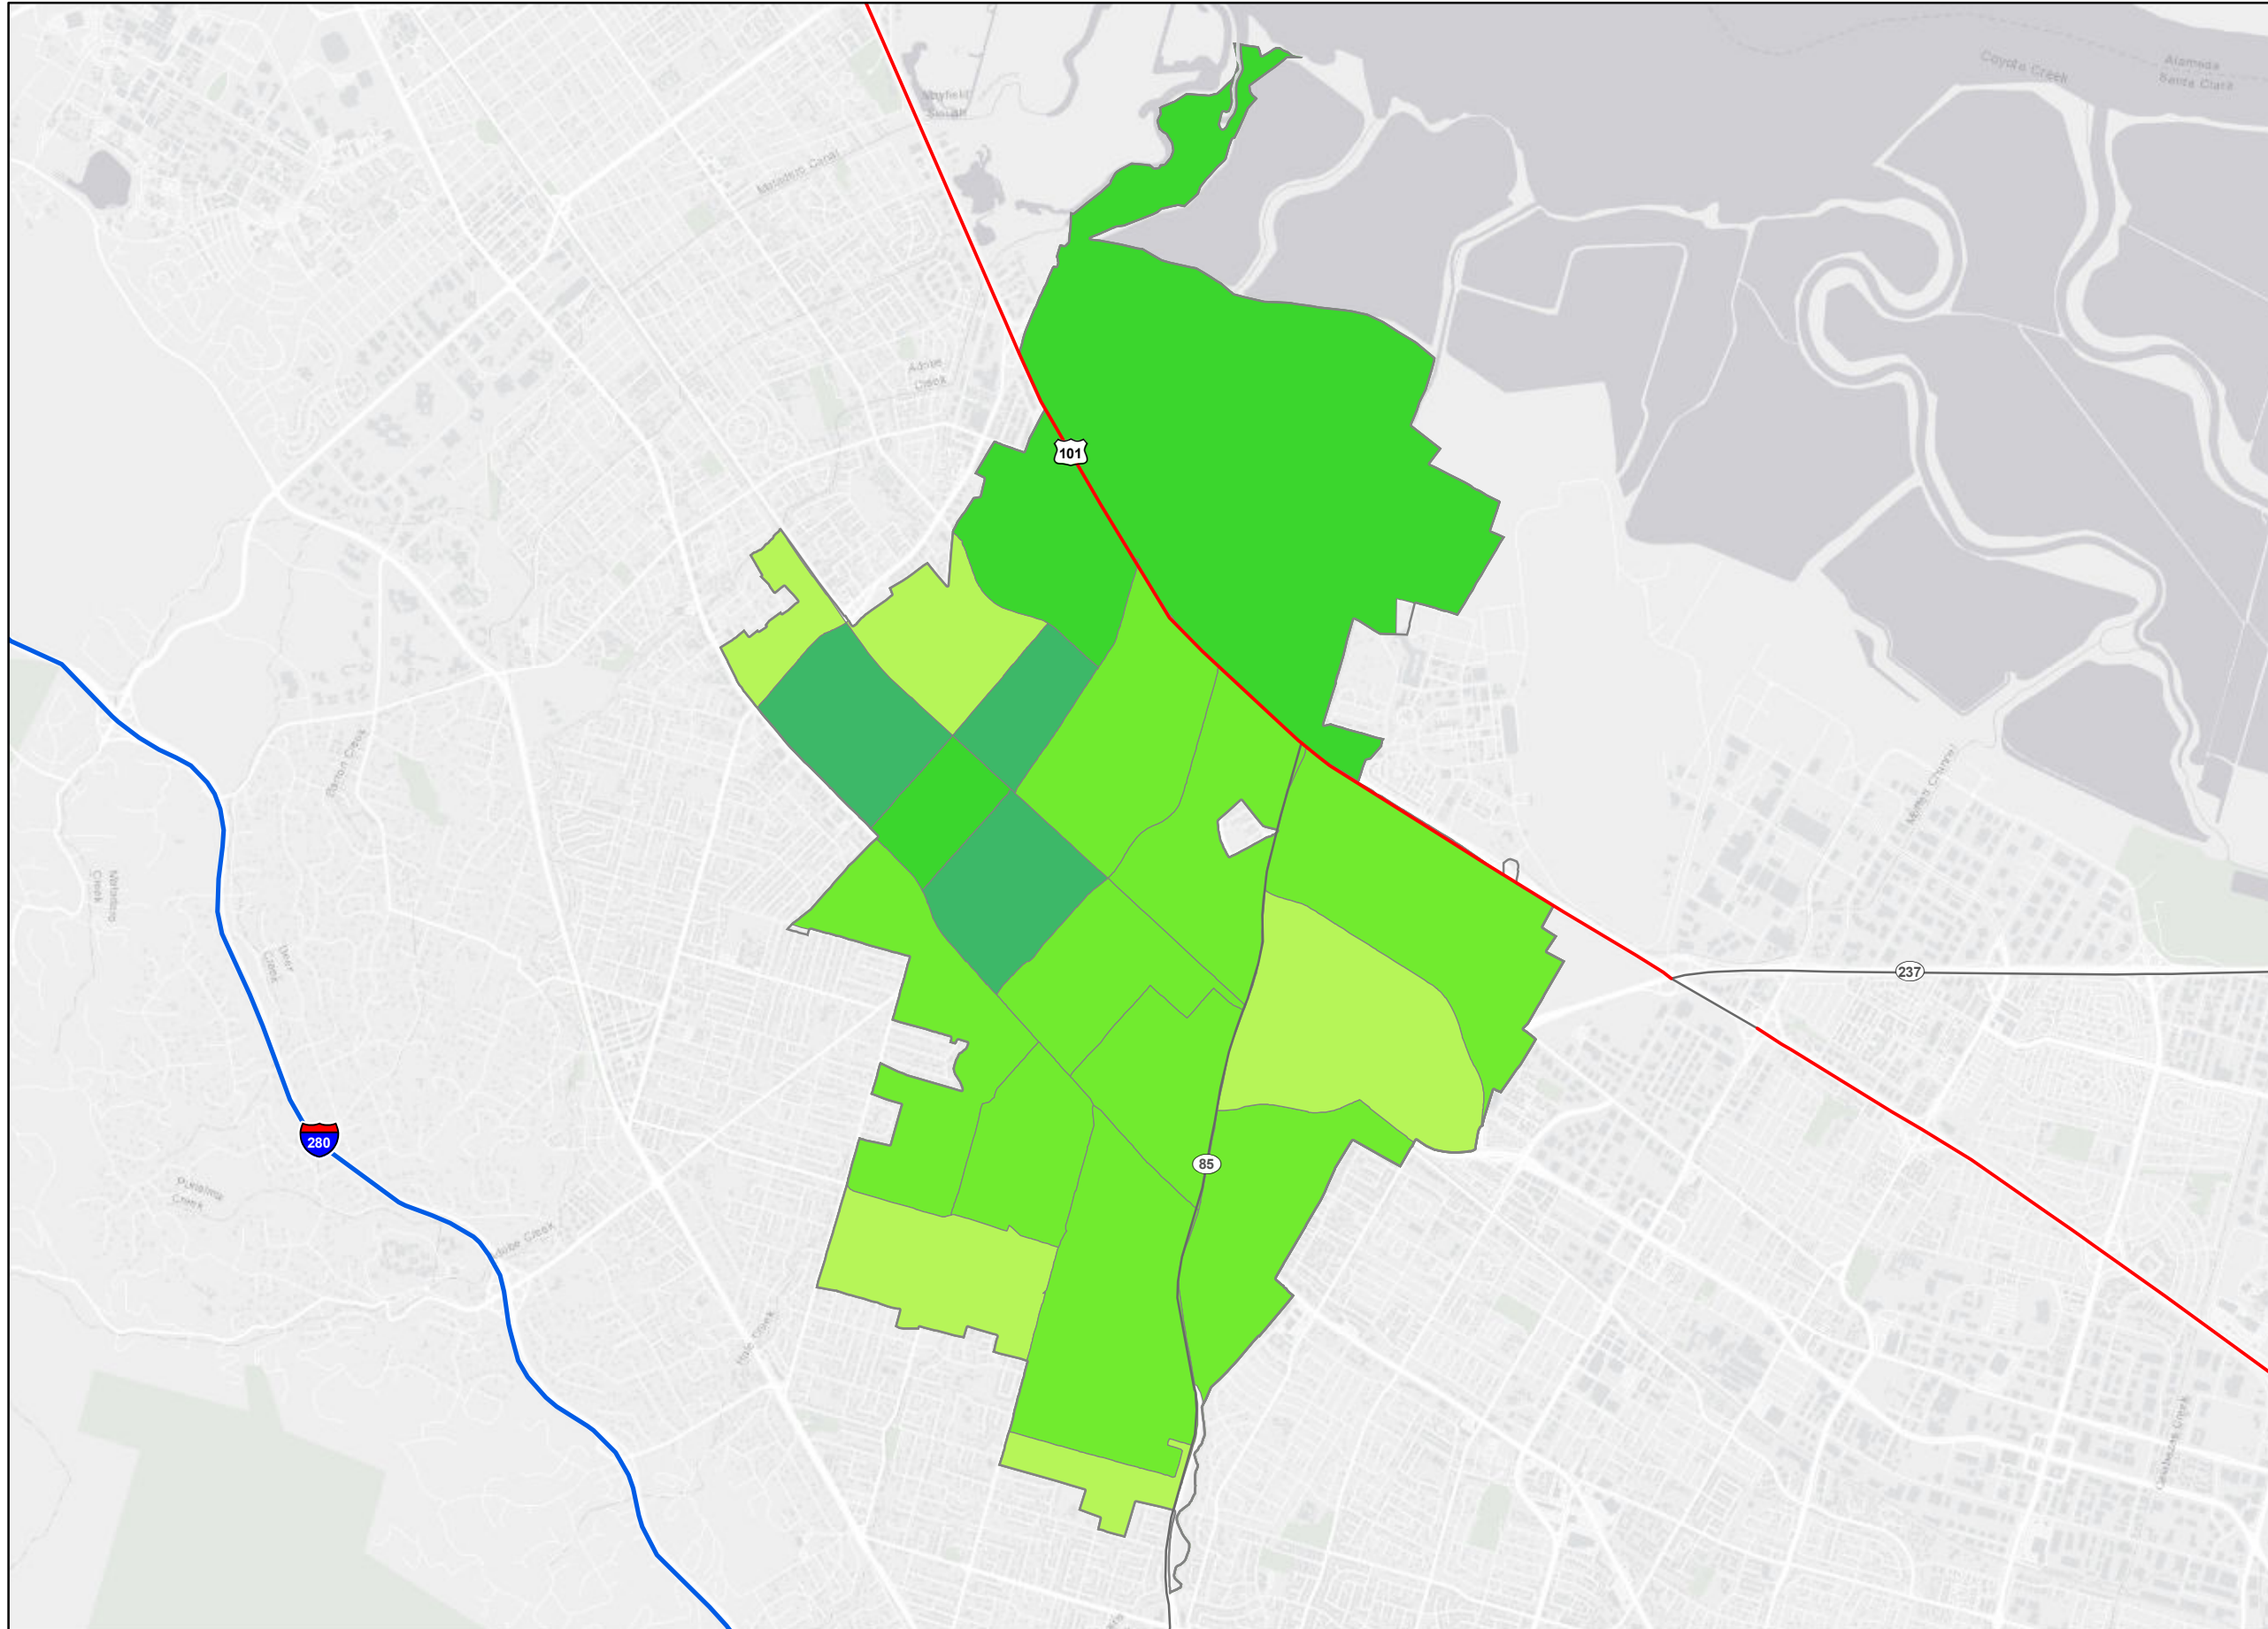 Coyote Creek
Alameda
Santa Clara
Mayfield
Slough
Matadero Canal
Adobe
Creek
101
Barron Creek
Moffett Channel
Matadero
Creek
Deer
Creek
237
280
85
Purisima
Creek
Adobe Creek
Hale Creek
Calabazas Creek